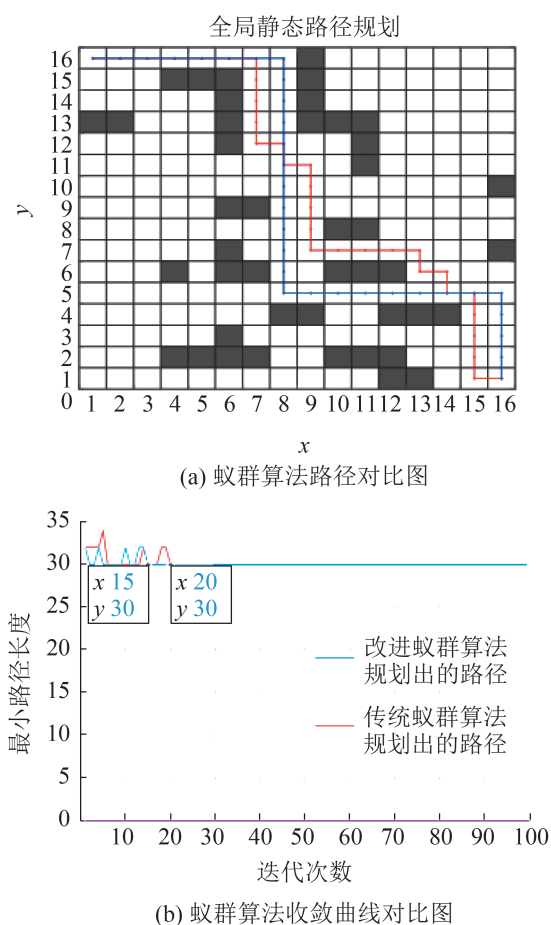 全局静态路径规划
16
15
14
13
12
11
10
9
8
7
6
5
4
3
2
1
0
y
1 2 3 4 5 6 7 8 9 10 11 12 13 14 15 16
x
(a) 蚁群算法路径对比图
35
30
25
20
15
10
5
0
最小路径长度
x 15
y 30
x 20
y 30
改进蚁群算法
规划出的路径
传统蚁群算法
规划出的路径
10 20 30 40 50 60 70 80 90 100
迭代次数
(b) 蚁群算法收敛曲线对比图